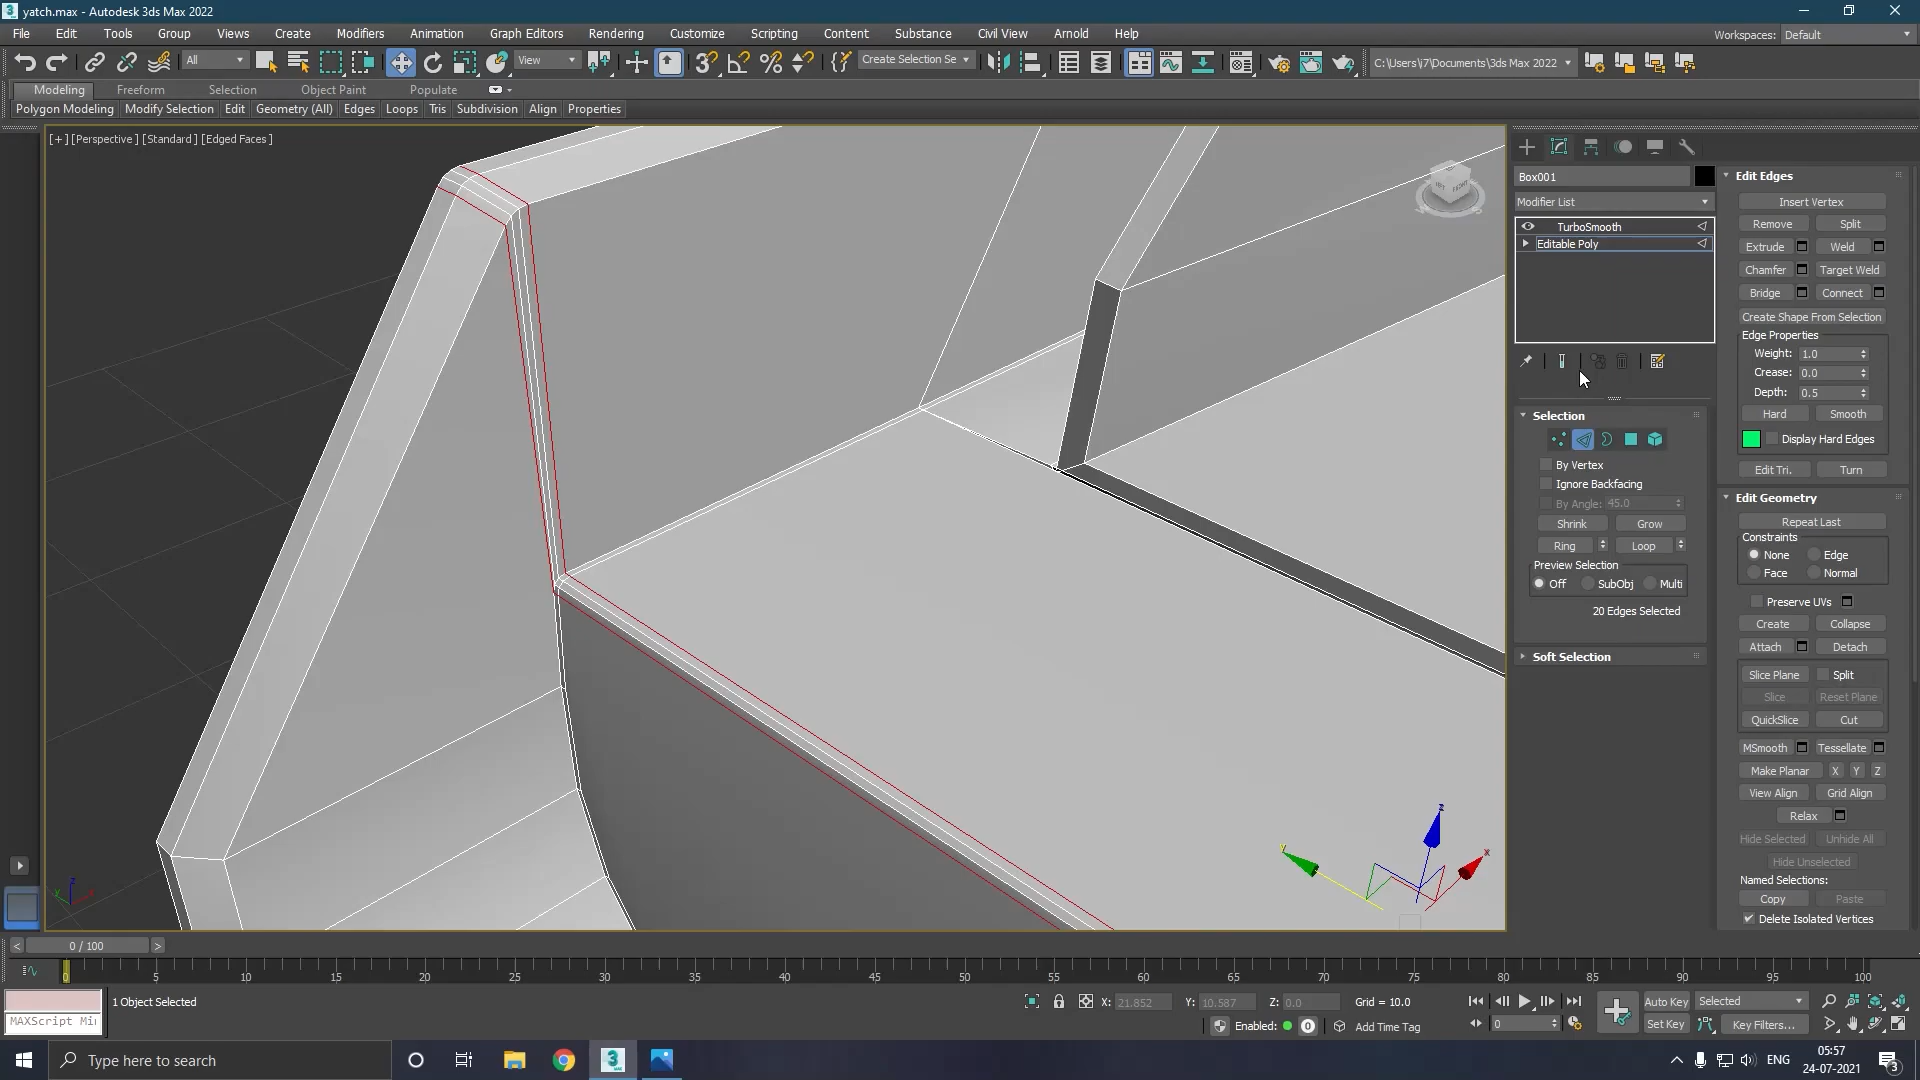 yatch.max - Autodesk 3ds Max 2022
File Edit Tools Group Views Create Modifiers Animation Graph Editors Rendering Customize Scripting Content Substance Civil View Arnold Help
Workspaces: Default
All
View
Create Selection Se
C:\Users\i7\Documents\3ds Max 2022
Modeling Freeform Selection Object Paint Populate
Polygon Modeling Modify Selection Edit Geometry (All) Edges Loops Tris Subdivision Align Properties
[+] [Perspective] [Standard] [Edged Faces]
Box001
Modifier List
TurboSmooth
Editable Poly
Selection
By Vertex
Ignore Backfacing
By Angle: 45.0
Shrink Grow
Ring Loop
Preview Selection
Off SubObj Multi
20 Edges Selected
Soft Selection
Edit Edges
Insert Vertex
Remove Split
Extrude Weld
Chamfer Target Weld
Bridge Connect
Create Shape From Selection
Edge Properties
Weight: 1.0
Crease: 0.0
Depth: 0.5
Hard Smooth
Display Hard Edges
Edit Tri. Turn
Edit Geometry
Repeat Last
Constraints
None Edge
Face Normal
Preserve UVs
Create Collapse
Attach Detach
Slice Plane Split
Slice Reset Plane
QuickSlice Cut
MSmooth Tessellate
Make Planar X Y Z
View Align Grid Align
Relax
Hide Selected Unhide All
Hide Unselected
Named Selections:
Copy Paste
Delete Isolated Vertices
z
y
x
< 0 / 100 >
0 5 10 15 20 25 30 35 40 45 50 55 60 65 70 75 80 85 90 95 100
MAXScript Mi
1 Object Selected
X: 21.852 Y: 10.587 Z: 0.0 Grid = 10.0
Enabled: 0 Add Time Tag
0
Auto Key Selected
Set Key Key Filters...
Type here to search
ENG
05:57
24-07-2021
3